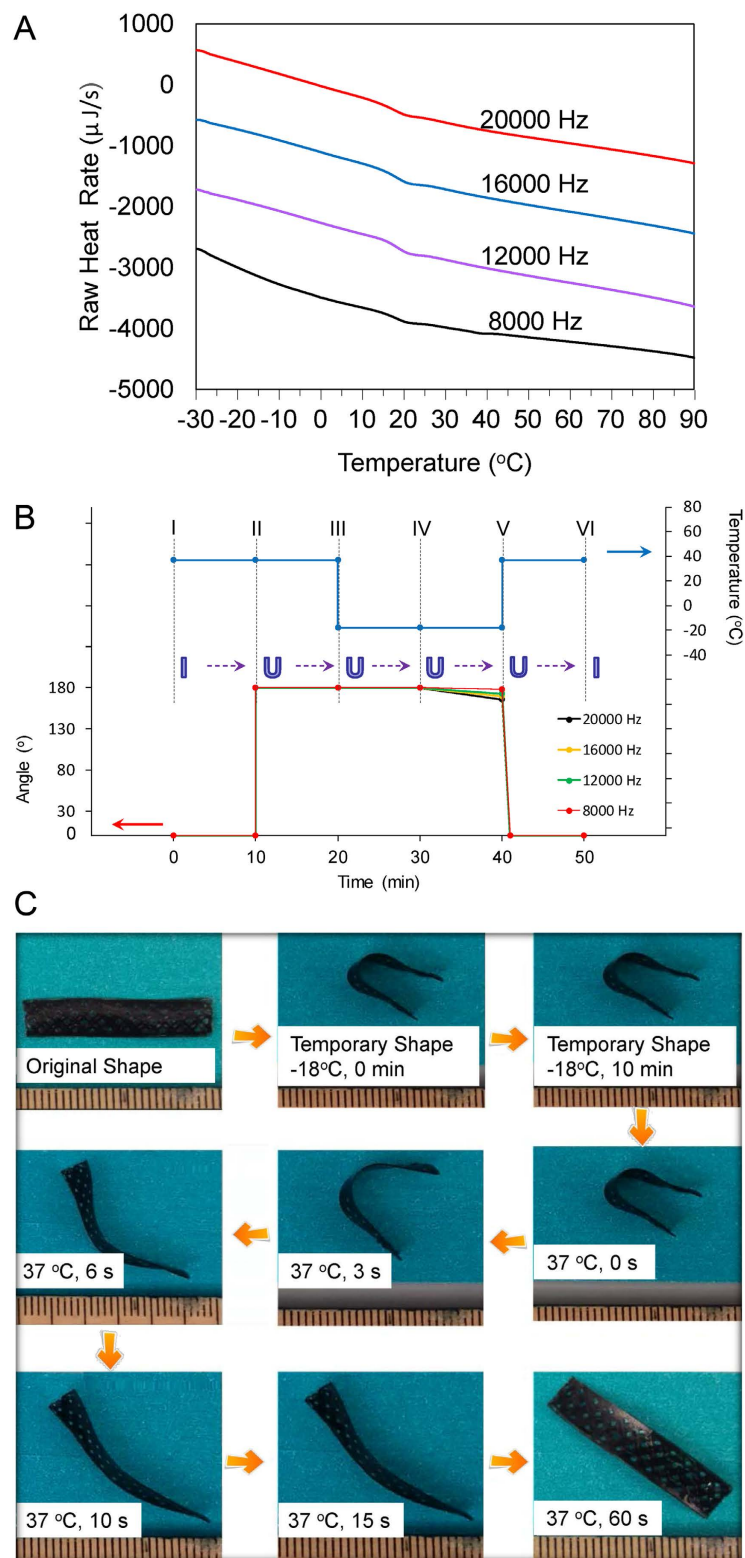 A
Raw Heat Rate (μ J/s)
1000
0
-1000
-2000
-3000
-4000
-5000
20000 Hz
16000 Hz
12000 Hz
8000 Hz
-30 -20 -10 0 10 20 30 40 50 60 70 80 90
Temperature (°C)
B
I II III IV V VI
80
60
40
20
0
-20
-40
Temperature (°C)
I U U U U I
Angle (°)
180
130
80
30
0
20000 Hz
16000 Hz
12000 Hz
8000 Hz
0 10 20 30 40 50
Time (min)
C
Original Shape
Temporary Shape
-18°C, 0 min
Temporary Shape
-18°C, 10 min
37 °C, 6 s
37 °C, 3 s
37 °C, 0 s
37 °C, 10 s
37 °C, 15 s
37 °C, 60 s